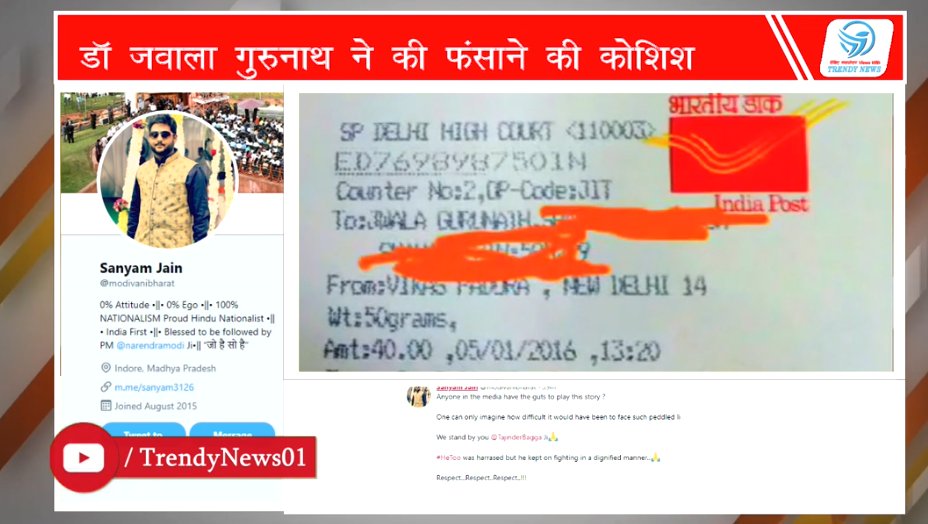 डॉ जवाला गुरुनाथ ने की फंसाने की कोशिश
TRENDY NEWS
Sanyam Jain
@modivanibharat
0% Attitude •||• 0% Ego •||• 100%
NATIONALISM Proud Hindu Nationalist •||
• India First •||• Blessed to be followed by
PM @narendramodi Ji•|| "जो है सो है"
Indore, Madhya Pradesh
m.me/sanyam3126
Joined August 2015
Tweet to Message
/ TrendyNews01
भारतीय डाक
India Post
SP DELHI HIGH COURT <110003>
ED769898750IN
Counter No:2,OP-Code:JIT
To:JWALA GURUNATH,
From:VIKAS PADORA , NEW DELHI 14
Wt:50grams,
Amt:40.00 ,05/01/2016 ,13:20
Sanyam Jain @modivanibharat
Anyone in the media have the guts to play this story ?
One can only imagine how difficult it would have been to face such peddled li
We stand by you @TajinderBagga Ji🙏
#HeToo was harrased but he kept on fighting in a dignified manner..🙏
Respect...Respect..Respect..!!!